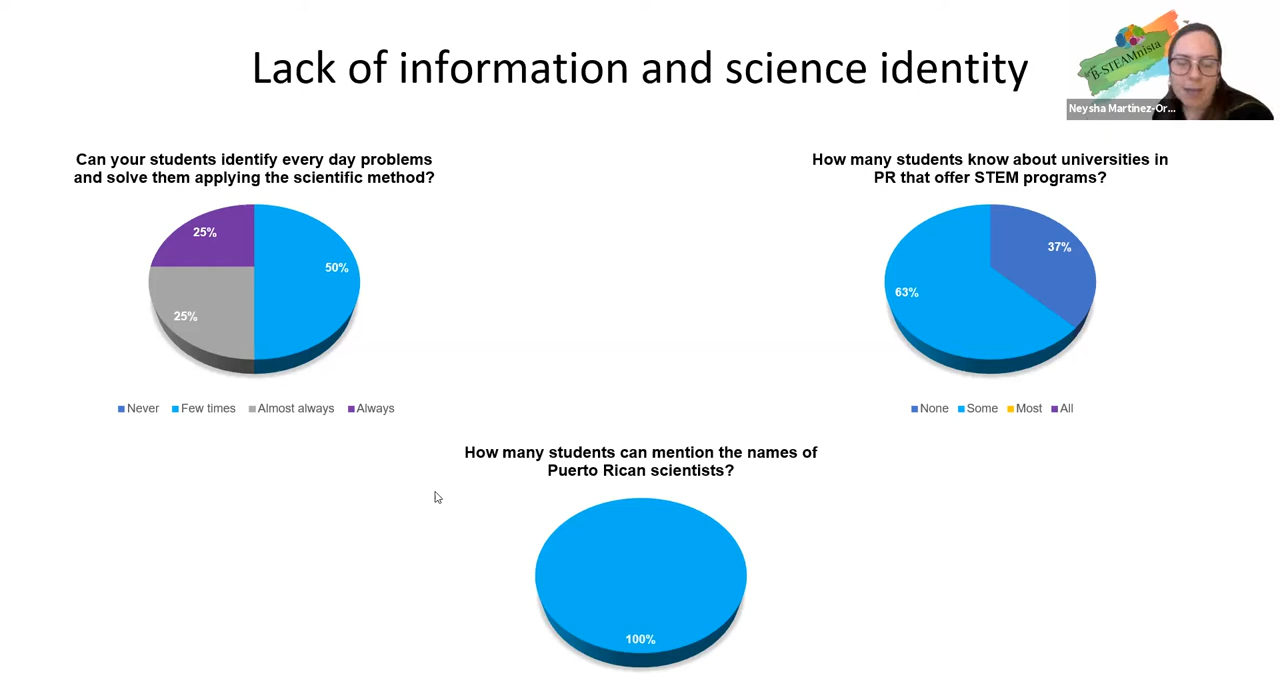 Lack of information and science identity
B-STEAMnista
Neysha Martinez-Or...
Can your students identify every day problems
and solve them applying the scientific method?
25%
50%
25%
Never Few times Almost always Always
How many students know about universities in
PR that offer STEM programs?
37%
63%
None Some Most All
How many students can mention the names of
Puerto Rican scientists?
100%